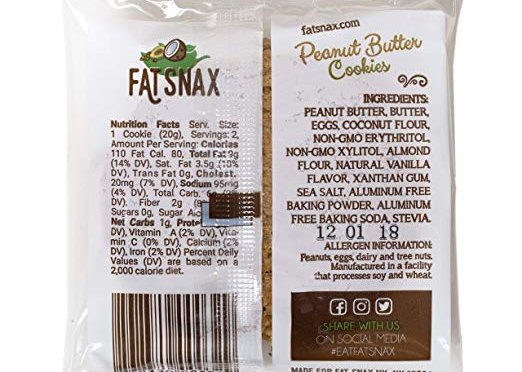 FATSNAX
Nutrition Facts Serv. Size:
1 Cookie (20g), Servings: 2,
Amount Per Serving: Calories
110 Fat Cal. 80, Total Fat 9g
(14% DV), Sat. Fat 3.5g (18%
DV), Trans Fat 0g, Cholest.
20mg (7% DV), Sodium 95mg
(4% DV), Total Carb.
DV), Fiber 2g
Sugars 0g, Sugar
Net Carbs 1g,
DV), Vitamin A (2% DV),
min C (0% DV), Calcium (2%
DV), Iron (2% DV) Percent Daily
Values (DV) are based on a
2,000 calorie diet.
fatsnax.com
Peanut Butter
Cookies
INGREDIENTS:
PEANUT BUTTER, BUTTER,
EGGS, COCONUT FLOUR,
NON-GMO ERYTHRITOL,
NON-GMO XYLITOL, ALMOND
FLOUR, NATURAL VANILLA
FLAVOR, XANTHAN GUM,
SEA SALT, ALUMINUM FREE
BAKING POWDER, ALUMINUM
FREE BAKING SODA, STEVIA.
12 01 18
ALLERGEN INFORMATION:
Peanuts, eggs, dairy and tree nuts.
Manufactured in a facility
that processes soy and wheat.
SHARE WITH US
ON SOCIAL MEDIA
#EATFATSNAX
MADE FOR FAT SNAX NY, NY